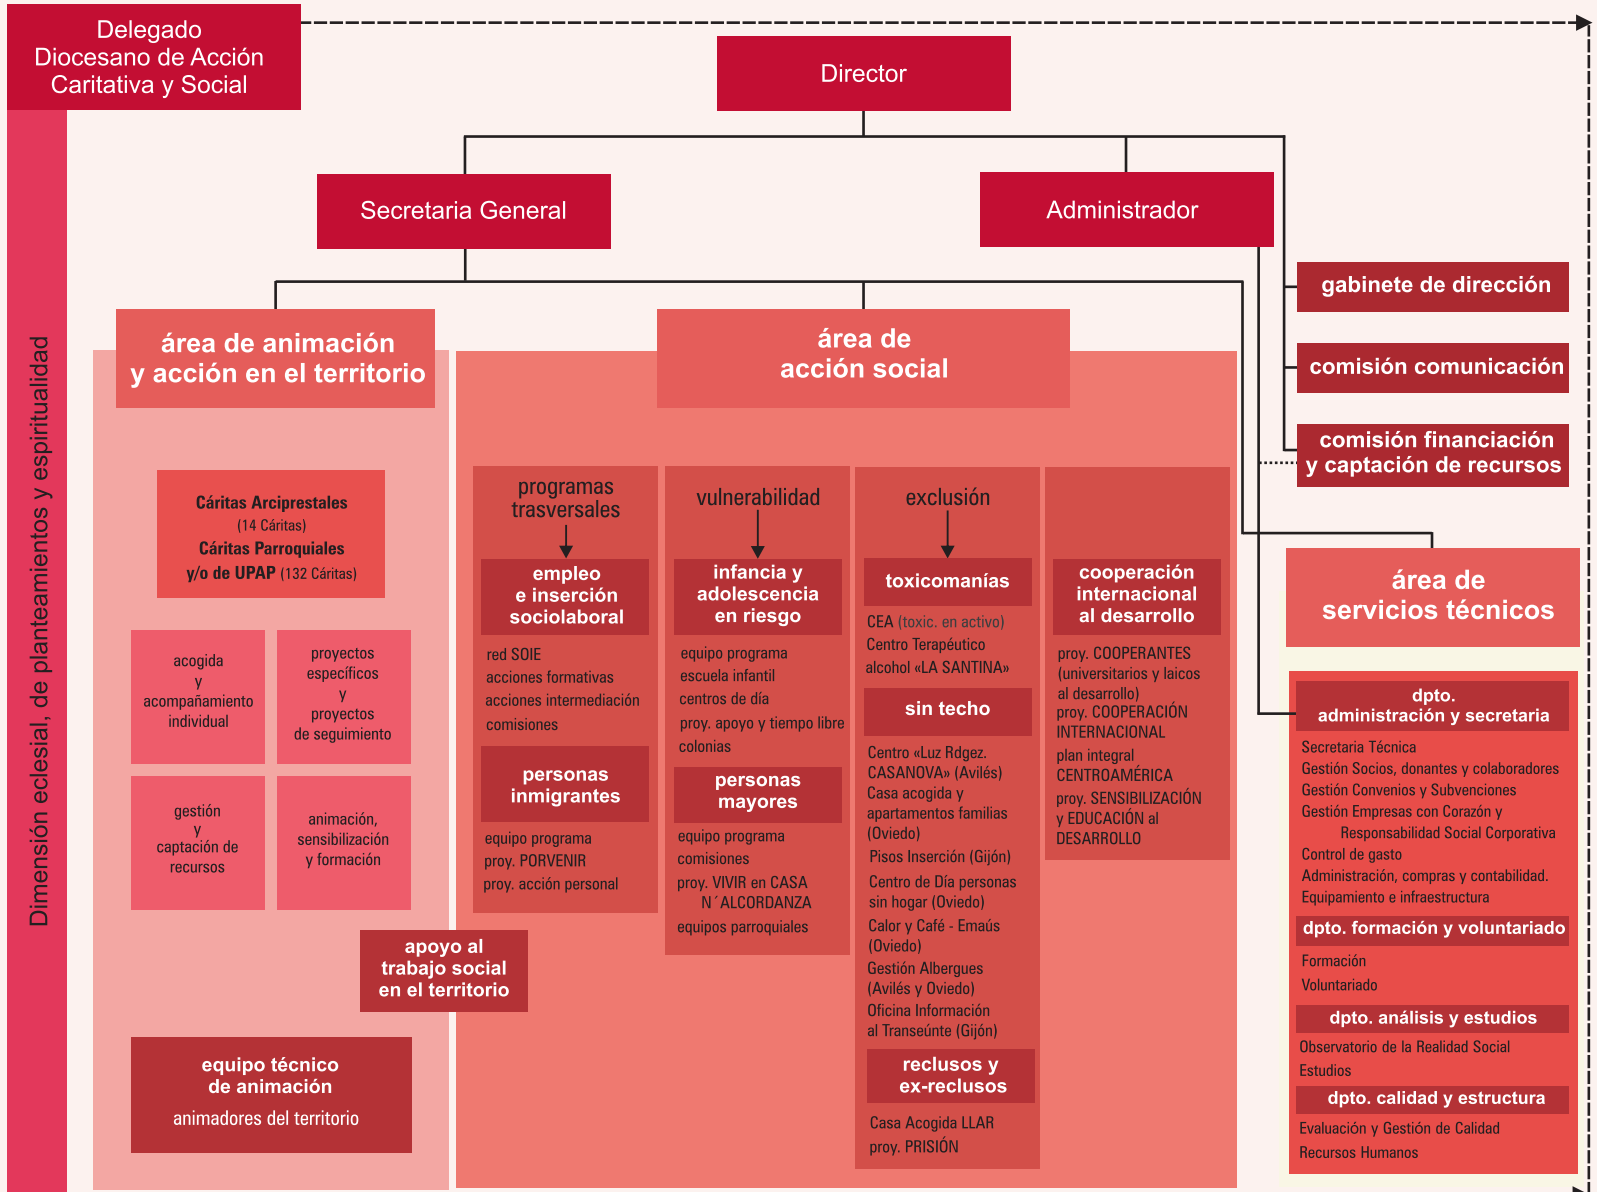 Delegado
Diocesano de Acción
Caritativa y Social
Director
Secretaria General
Administrador
gabinete de dirección
comisión comunicación
comisión financiación
y captación de recursos
Dimensión eclesial, de planteamientos y espiritualidad
área de animación
y acción en el territorio
Cáritas Arciprestales
(14 Cáritas)
Cáritas Parroquiales
y/o de UPAP (132 Cáritas)
acogida
y
acompañamiento
individual
proyectos
específicos
y
proyectos
de seguimiento
gestión
y
captación de
recursos
animación,
sensibilización
y formación
apoyo al
trabajo social
en el territorio
equipo técnico
de animación
animadores del territorio
área de
acción social
programas
trasversales
empleo
e inserción
sociolaboral
red SOIE
acciones formativas
acciones intermediación
comisiones
personas
inmigrantes
equipo programa
proy. PORVENIR
proy. acción personal
vulnerabilidad
infancia y
adolescencia
en riesgo
equipo programa
escuela infantil
centros de día
proy. apoyo y tiempo libre
colonias
personas
mayores
equipo programa
comisiones
proy. VIVIR en CASA
N´ALCORDANZA
equipos parroquiales
exclusión
toxicomanías
CEA (toxic. en activo)
Centro Terapéutico
alcohol «LA SANTINA»
sin techo
Centro «Luz Rdgez.
CASANOVA» (Avilés)
Casa acogida y
apartamentos familias
(Oviedo)
Pisos Inserción (Gijón)
Centro de Día personas
sin hogar (Oviedo)
Calor y Café - Emaús
(Oviedo)
Gestión Albergues
(Avilés y Oviedo)
Oficina Información
al Transeúnte (Gijón)
reclusos y
ex-reclusos
Casa Acogida LLAR
proy. PRISIÓN
cooperación
internacional
al desarrollo
proy. COOPERANTES
(universitarios y laicos
al desarrollo)
proy. COOPERACIÓN
INTERNACIONAL
plan integral
CENTROAMÉRICA
proy. SENSIBILIZACIÓN
y EDUCACIÓN al
DESARROLLO
área de
servicios técnicos
dpto.
administración y secretaria
Secretaria Técnica
Gestión Socios, donantes y colaboradores
Gestión Convenios y Subvenciones
Gestión Empresas con Corazón y
Responsabilidad Social Corporativa
Control de gasto
Administración, compras y contabilidad.
Equipamiento e infraestructura
dpto. formación y voluntariado
Formación
Voluntariado
dpto. análisis y estudios
Observatorio de la Realidad Social
Estudios
dpto. calidad y estructura
Evaluación y Gestión de Calidad
Recursos Humanos